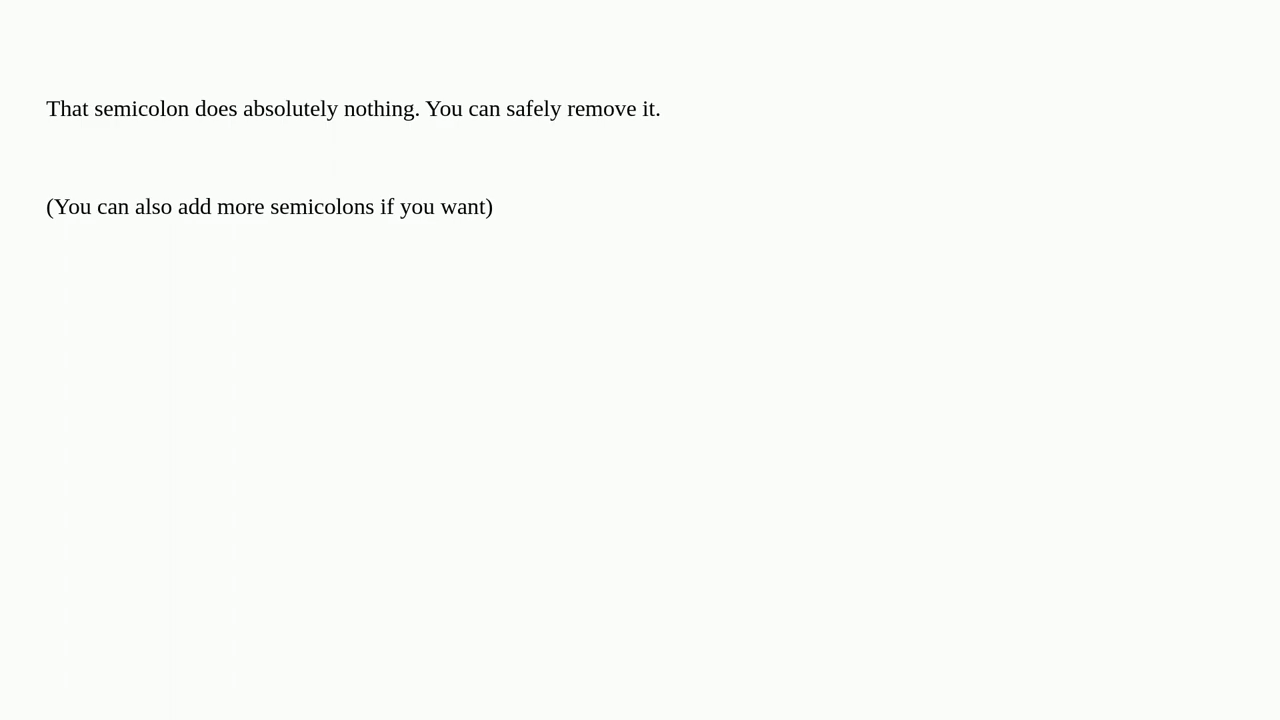 That semicolon does absolutely nothing. You can safely remove it.
(You can also add more semicolons if you want)